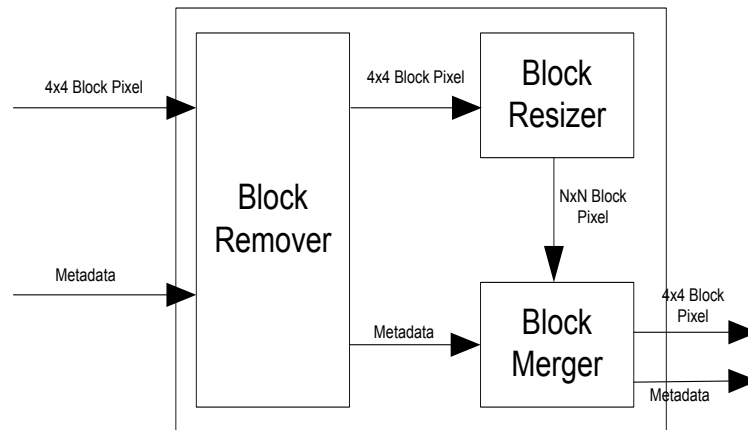 4x4 Block Pixel
4x4 Block Pixel
Block
Resizer
Block
Remover
NxN Block
Pixel
Metadata
Metadata
Block
Merger
4x4 Block
Pixel
Metadata